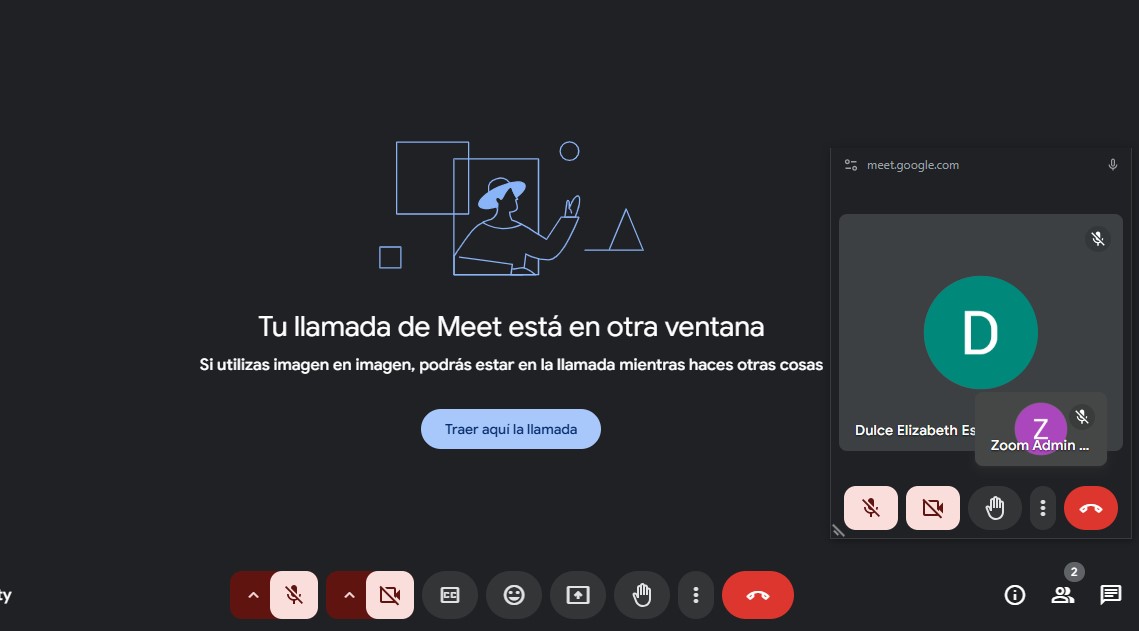 meet.google.com
D
Dulce Elizabeth Es
Z
Zoom Admin ...
Tu llamada de Meet está en otra ventana
Si utilizas imagen en imagen, podrás estar en la llamada mientras haces otras cosas
Traer aquí la llamada
ty
CC
2